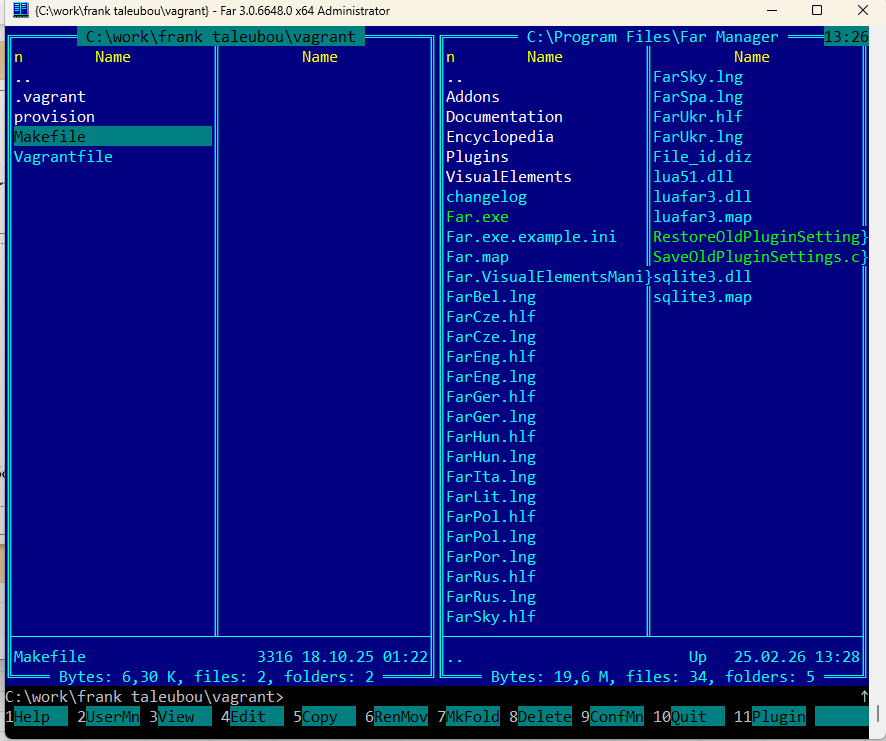 {C:\work\frank taleubou\vagrant} - Far 3.0.6648.0 x64 Administrator
C:\work\frank taleubou\vagrant
n Name Name
..
.vagrant
provision
Makefile
Vagrantfile
Makefile 3316 18.10.25 01:22
Bytes: 6,30 K, files: 2, folders: 2
C:\Program Files\Far Manager 13:26
n Name Name
..
Addons
Documentation
Encyclopedia
Plugins
VisualElements
changelog
Far.exe
Far.exe.example.ini
Far.map
Far.VisualElementsMani}
FarBel.lng
FarCze.hlf
FarCze.lng
FarEng.hlf
FarEng.lng
FarGer.hlf
FarGer.lng
FarHun.hlf
FarHun.lng
FarIta.lng
FarLit.lng
FarPol.hlf
FarPol.lng
FarPor.lng
FarRus.hlf
FarRus.lng
FarSky.hlf
FarSky.lng
FarSpa.lng
FarUkr.hlf
FarUkr.lng
File_id.diz
lua51.dll
luafar3.dll
luafar3.map
RestoreOldPluginSetting}
SaveOldPluginSettings.c}
sqlite3.dll
sqlite3.map
.. Up 25.02.26 13:28
Bytes: 19,6 M, files: 34, folders: 5
C:\work\frank taleubou\vagrant> ↑
1Help 2UserMn 3View 4Edit 5Copy 6RenMov 7MkFold 8Delete 9ConfMn 10Quit 11Plugin